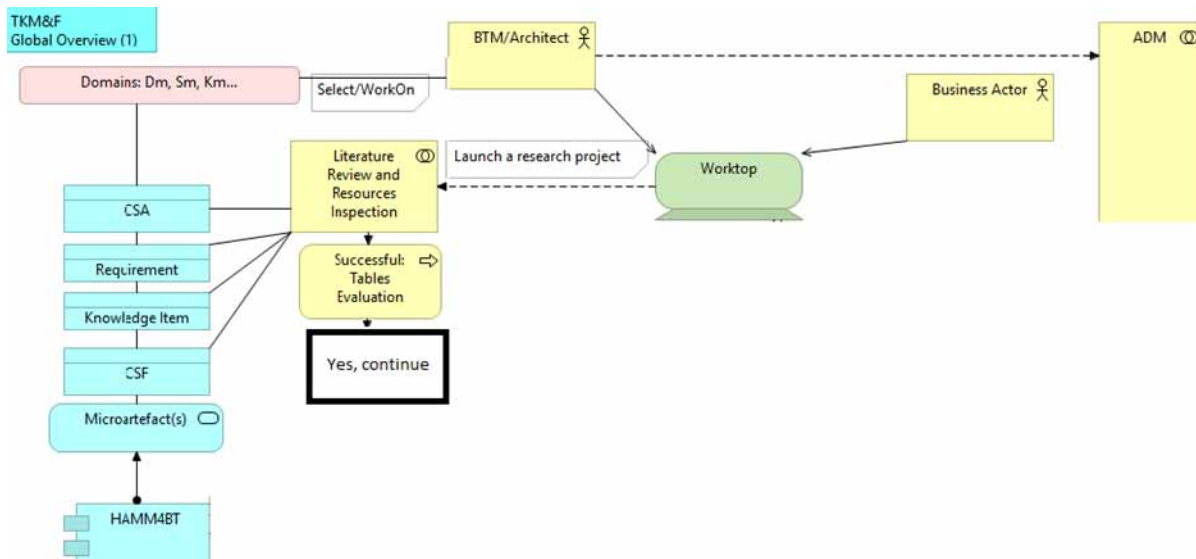 TKM&F
Global Overview (1)
BTM/Architect
ADM
Domains: Dm, Sm, Km...
Select/WorkOn
Business Actor
Literature
Review and
Resources
Inspection
Launch a research project
Worktop
CSA
Requirement
Successful:
Tables
Evaluation
Knowledge Item
Yes, continue
CSF
Microartefact(s)
HAMM4BT